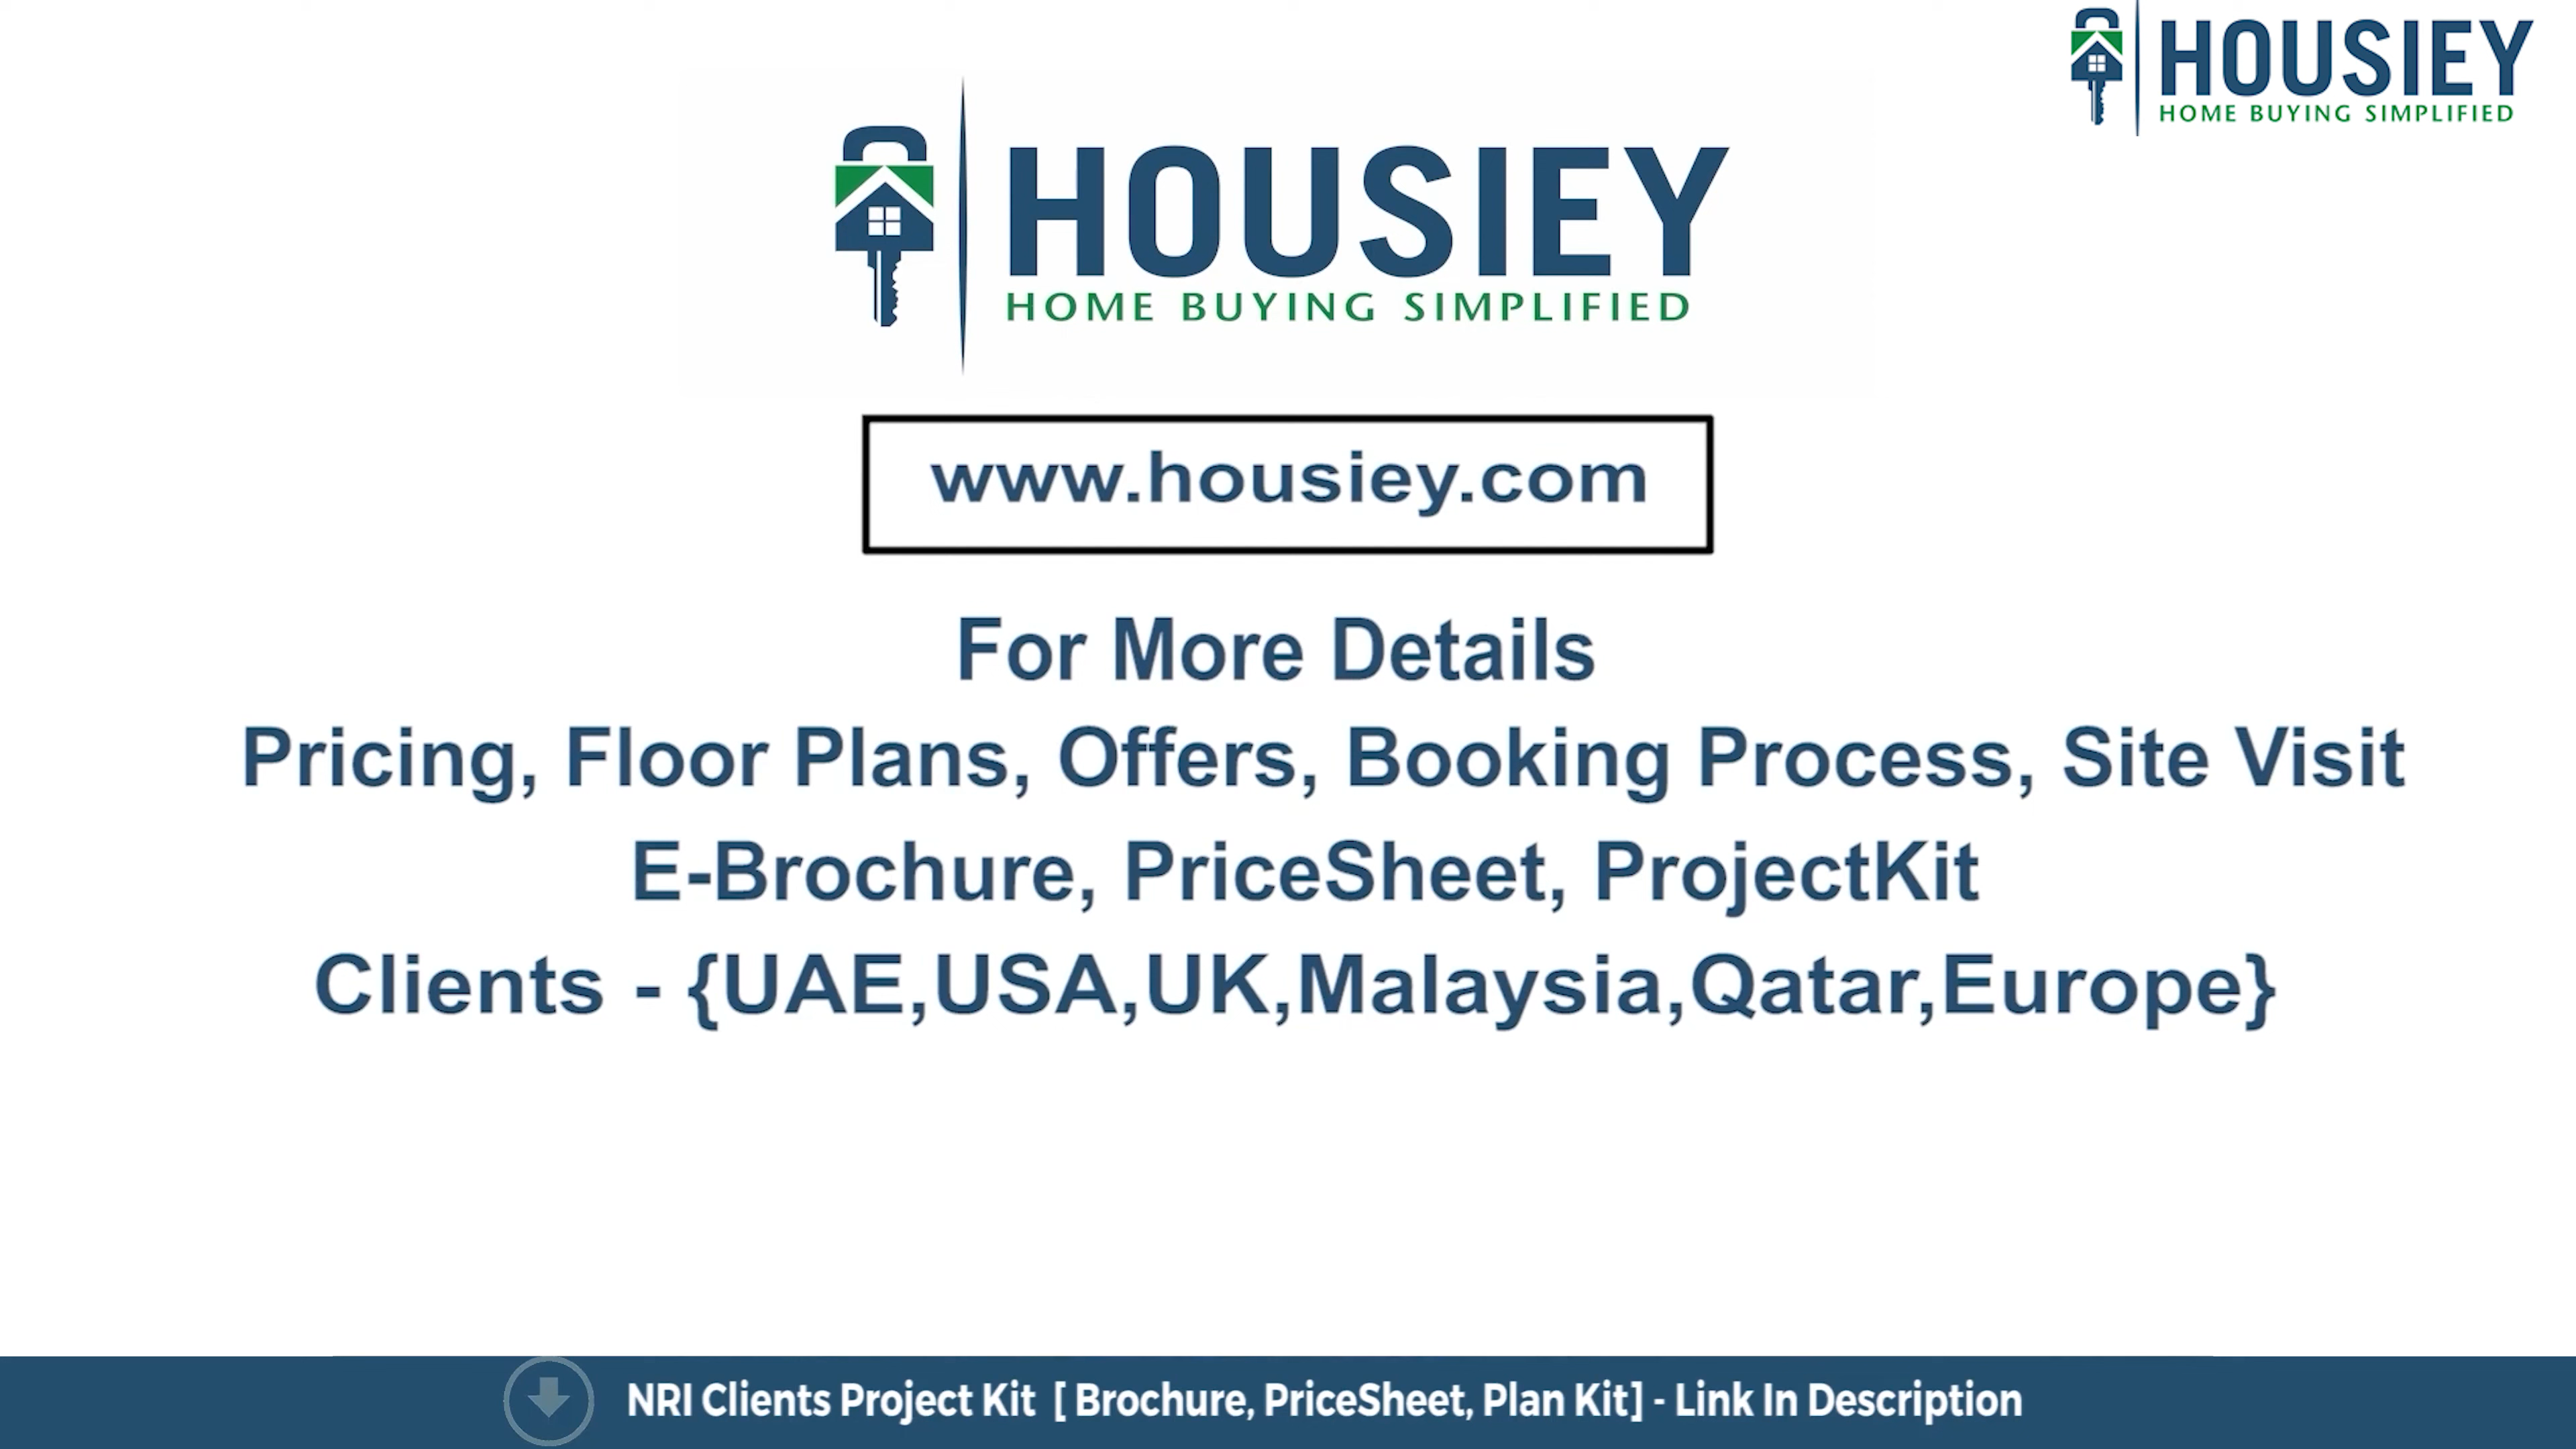 HOUSIEY
HOME BUYING SIMPLIFIED
HOUSIEY
HOME BUYING SIMPLIFIED
www.housiey.com
For More Details
Pricing, Floor Plans, Offers, Booking Process, Site Visit
E-Brochure, PriceSheet, ProjectKit
Clients - {UAE,USA,UK,Malaysia,Qatar,Europe}
NRI Clients Project Kit [ Brochure, PriceSheet, Plan Kit] - Link In Description